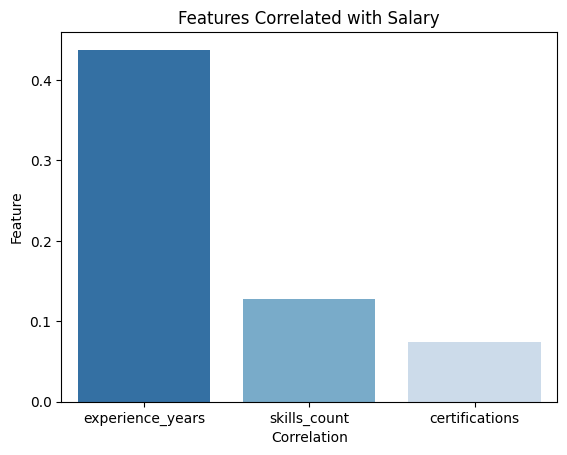 Features Correlated with Salary
Feature
0.4
0.3
0.2
0.1
0.0
experience_years skills_count certifications
Correlation